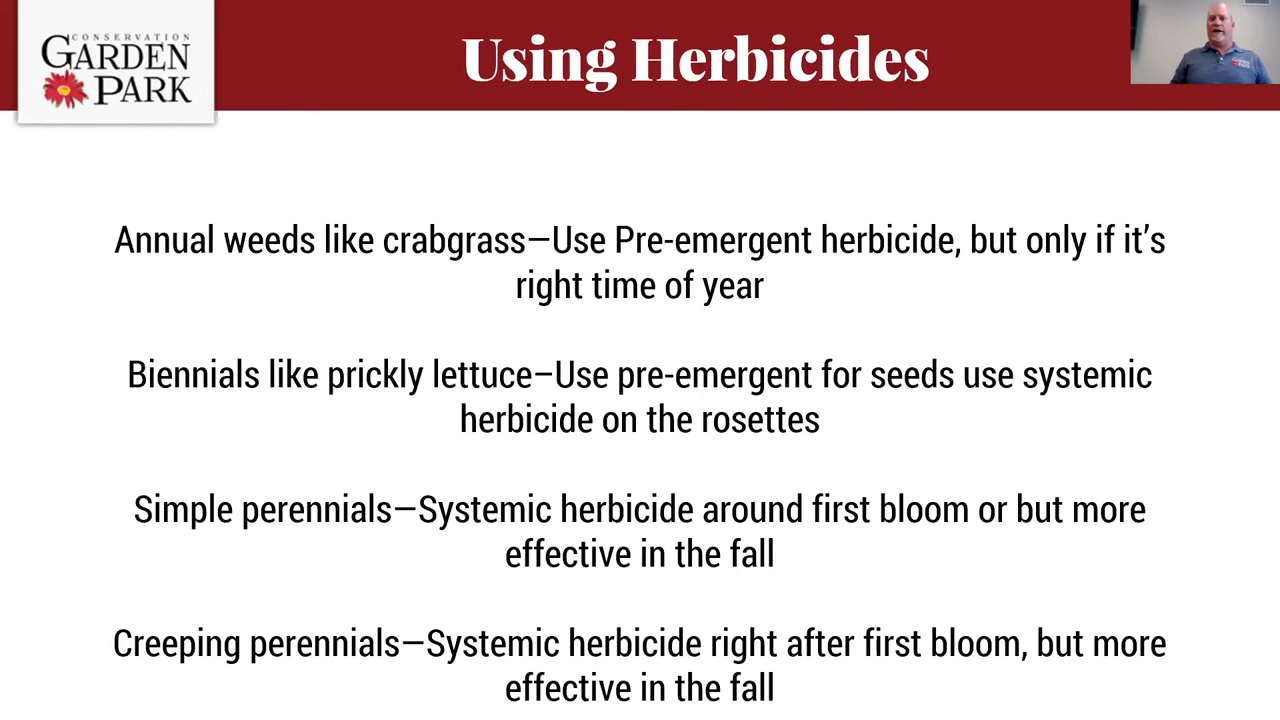 CONSERVATION
GARDEN
PARK
Using Herbicides
Annual weeds like crabgrass—Use Pre-emergent herbicide, but only if it’s
right time of year
Biennials like prickly lettuce–Use pre-emergent for seeds use systemic
herbicide on the rosettes
Simple perennials—Systemic herbicide around first bloom or but more
effective in the fall
Creeping perennials—Systemic herbicide right after first bloom, but more
effective in the fall